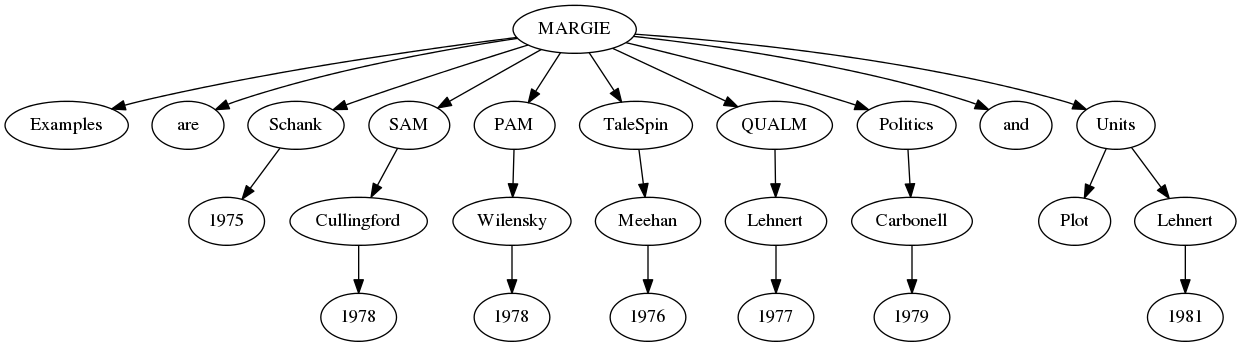 MARGIE
Examples are Schank SAM PAM TaleSpin QUALM Politics and Units
1975 Cullingford Wilensky Meehan Lehnert Carbonell Plot Lehnert
1978 1978 1976 1977 1979 1981